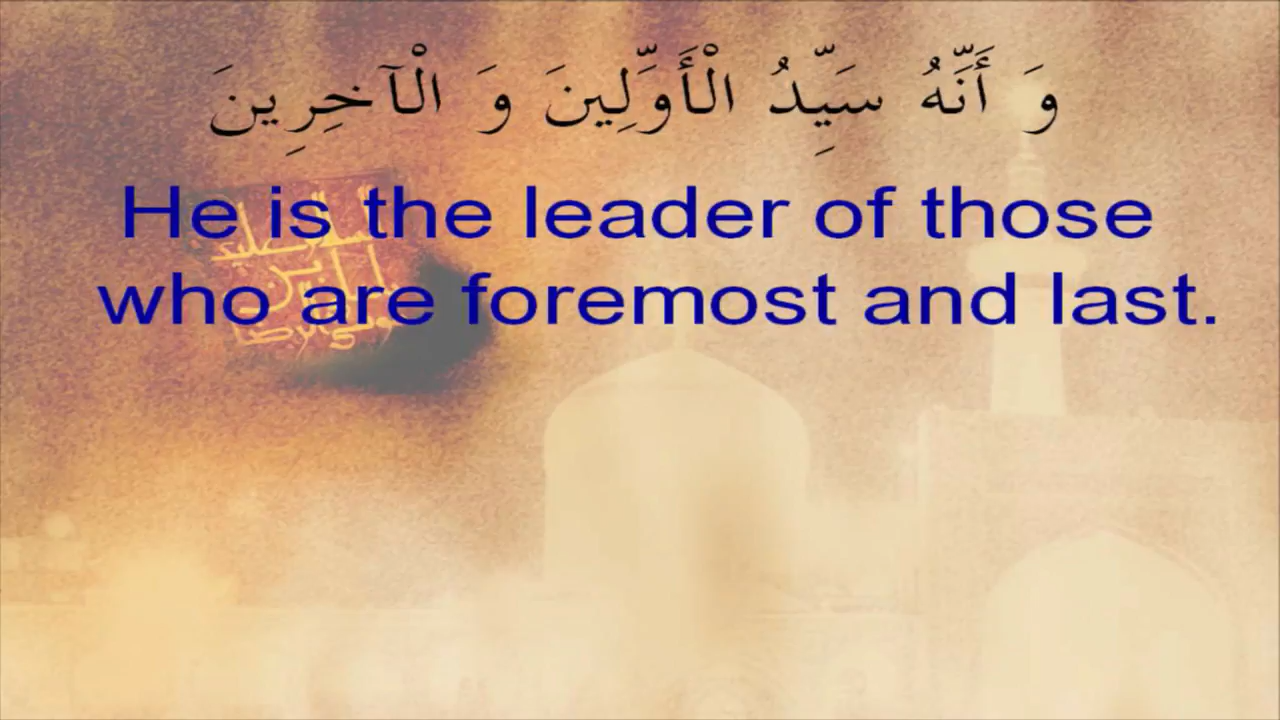 وَ أَنَّهُ سَيِّدُ الْأَوَّلِينَ وَ الْآخِرِينَ
He is the leader of those
who are foremost and last.